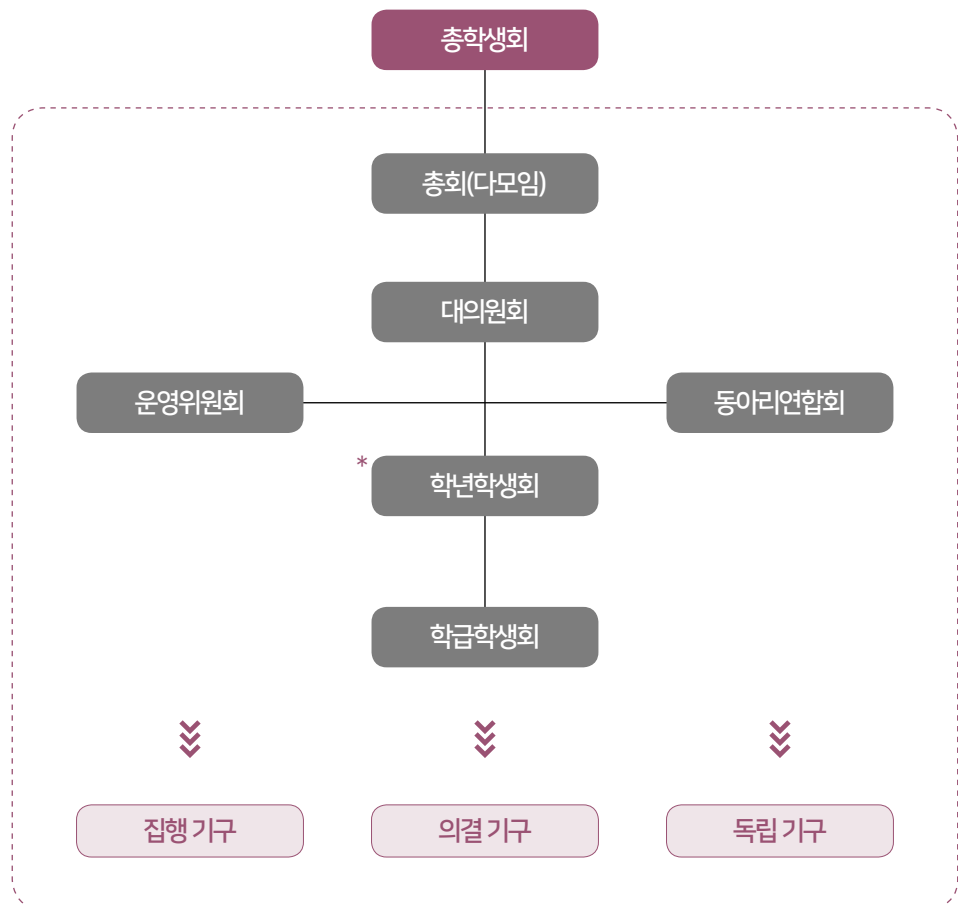 총학생회
총회(다모임)
대의원회
운영위원회
동아리연합회
*
학년학생회
학급학생회
집행 기구
의결 기구
독립 기구